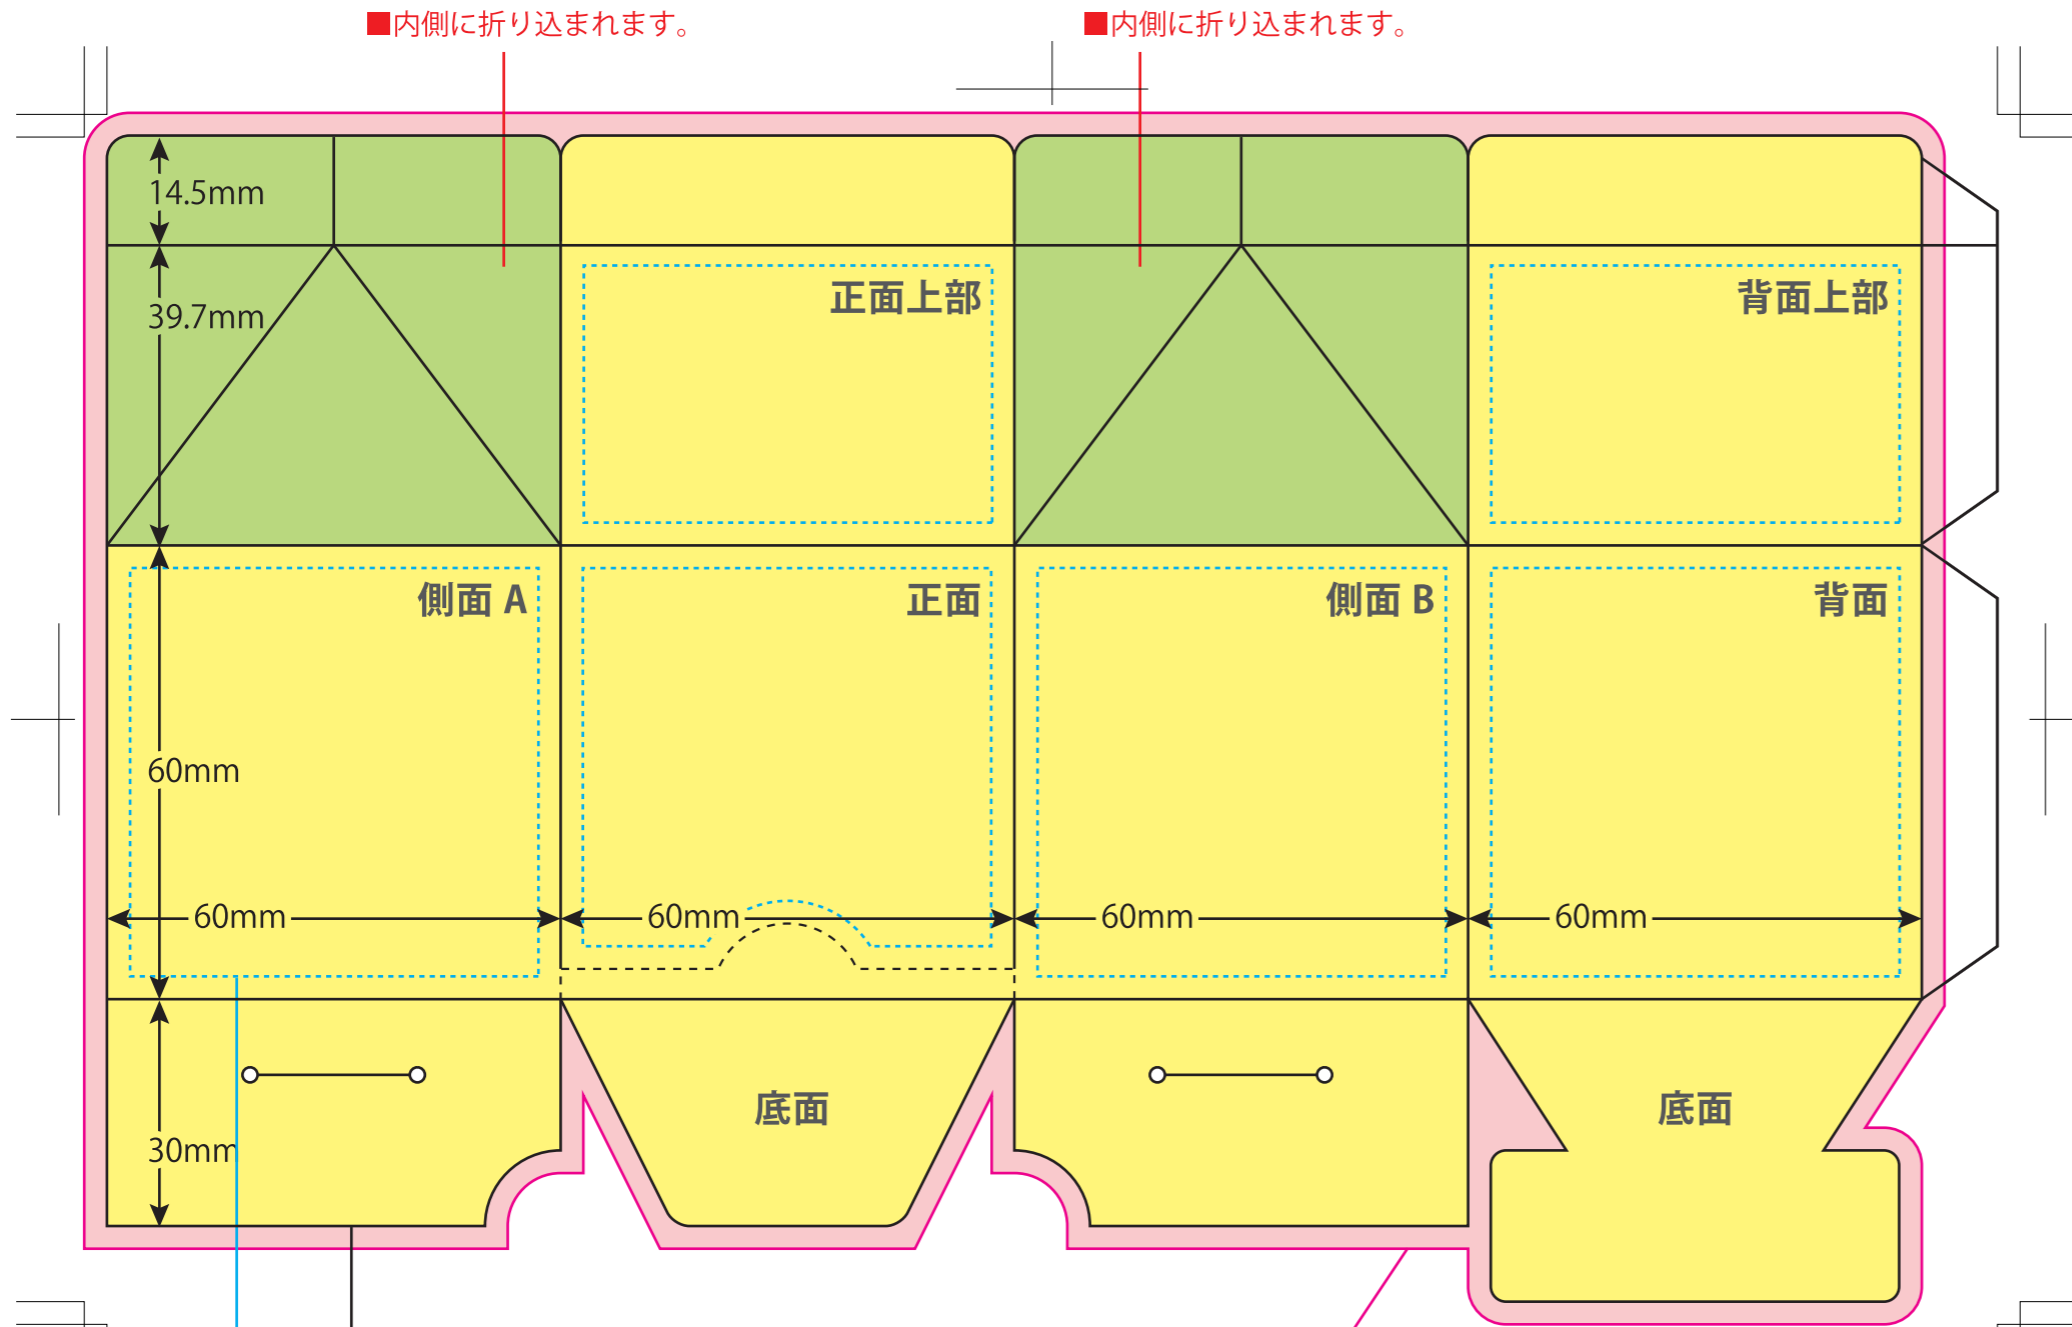 ■内側に折り込まれます。
■内側に折り込まれます。
14.5mm
39.7mm
正面上部
背面上部
側面 A
正面
側面 B
背面
60mm
60mm
60mm
60mm
60mm
30mm
底面
底面